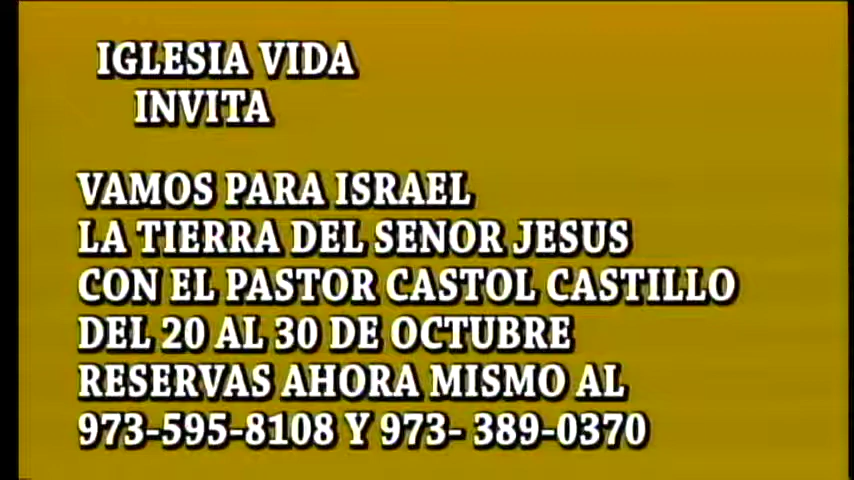 IGLESIA VIDA
INVITA
VAMOS PARA ISRAEL
LA TIERRA DEL SENOR JESUS
CON EL PASTOR CASTOL CASTILLO
DEL 20 AL 30 DE OCTUBRE
RESERVAS AHORA MISMO AL
973-595-8108 Y 973- 389-0370